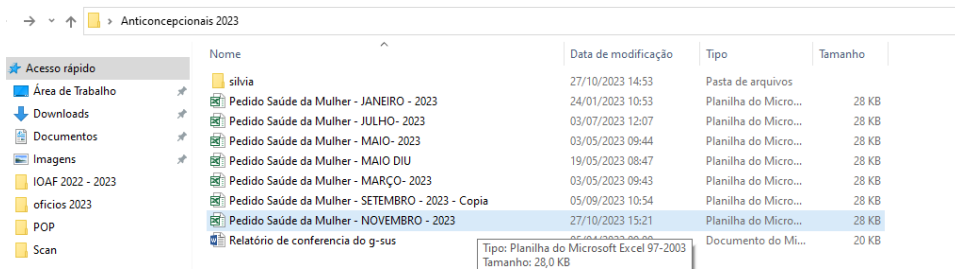 Anticoncepcionais 2023
Nome Data de modificação Tipo Tamanho
Acesso rápido
Área de Trabalho
Downloads
Documentos
Imagens
IOAF 2022 - 2023
oficios 2023
POP
Scan
silvia 27/10/2023 14:53 Pasta de arquivos
Pedido Saúde da Mulher - JANEIRO - 2023 24/01/2023 10:53 Planilha do Micro... 28 KB
Pedido Saúde da Mulher - JULHO- 2023 03/07/2023 12:07 Planilha do Micro... 28 KB
Pedido Saúde da Mulher - MAIO- 2023 03/05/2023 09:44 Planilha do Micro... 28 KB
Pedido Saúde da Mulher - MAIO DIU 19/05/2023 08:47 Planilha do Micro... 28 KB
Pedido Saúde da Mulher - MARÇO- 2023 03/05/2023 09:43 Planilha do Micro... 28 KB
Pedido Saúde da Mulher - SETEMBRO - 2023 - Copia 05/09/2023 10:54 Planilha do Micro... 28 KB
Pedido Saúde da Mulher - NOVEMBRO - 2023 27/10/2023 15:21 Planilha do Micro... 28 KB
Relatório de conferencia do g-sus Documento do Mi... 20 KB
Tipo: Planilha do Microsoft Excel 97-2003
Tamanho: 28,0 KB